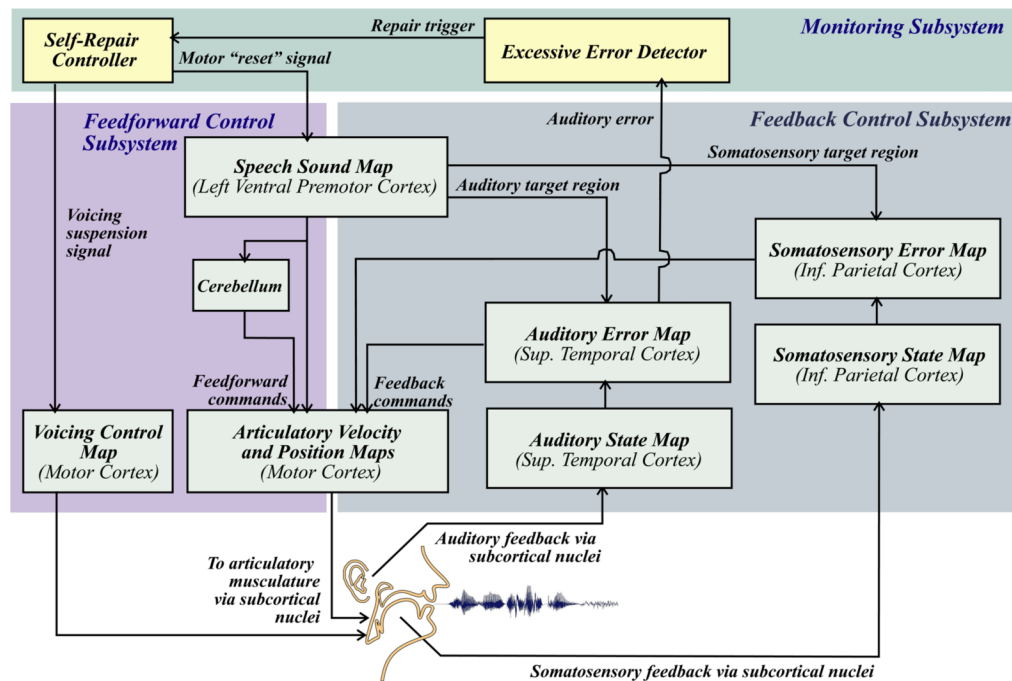 Monitoring Subsystem
Self-Repair
Controller
Repair trigger
Excessive Error Detector
Motor “reset” signal
Feedforward Control
Subsystem
Feedback Control Subsystem
Auditory error
Speech Sound Map
(Left Ventral Premotor Cortex)
Somatosensory target region
Auditory target region
Voicing
suspension
signal
Cerebellum
Somatosensory Error Map
(Inf. Parietal Cortex)
Auditory Error Map
(Sup. Temporal Cortex)
Somatosensory State Map
(Inf. Parietal Cortex)
Feedforward
commands
Feedback
commands
Voicing Control
Map
(Motor Cortex)
Articulatory Velocity
and Position Maps
(Motor Cortex)
Auditory State Map
(Sup. Temporal Cortex)
Auditory feedback via
subcortical nuclei
To articulatory
musculature
via subcortical
nuclei
Somatosensory feedback via subcortical nuclei